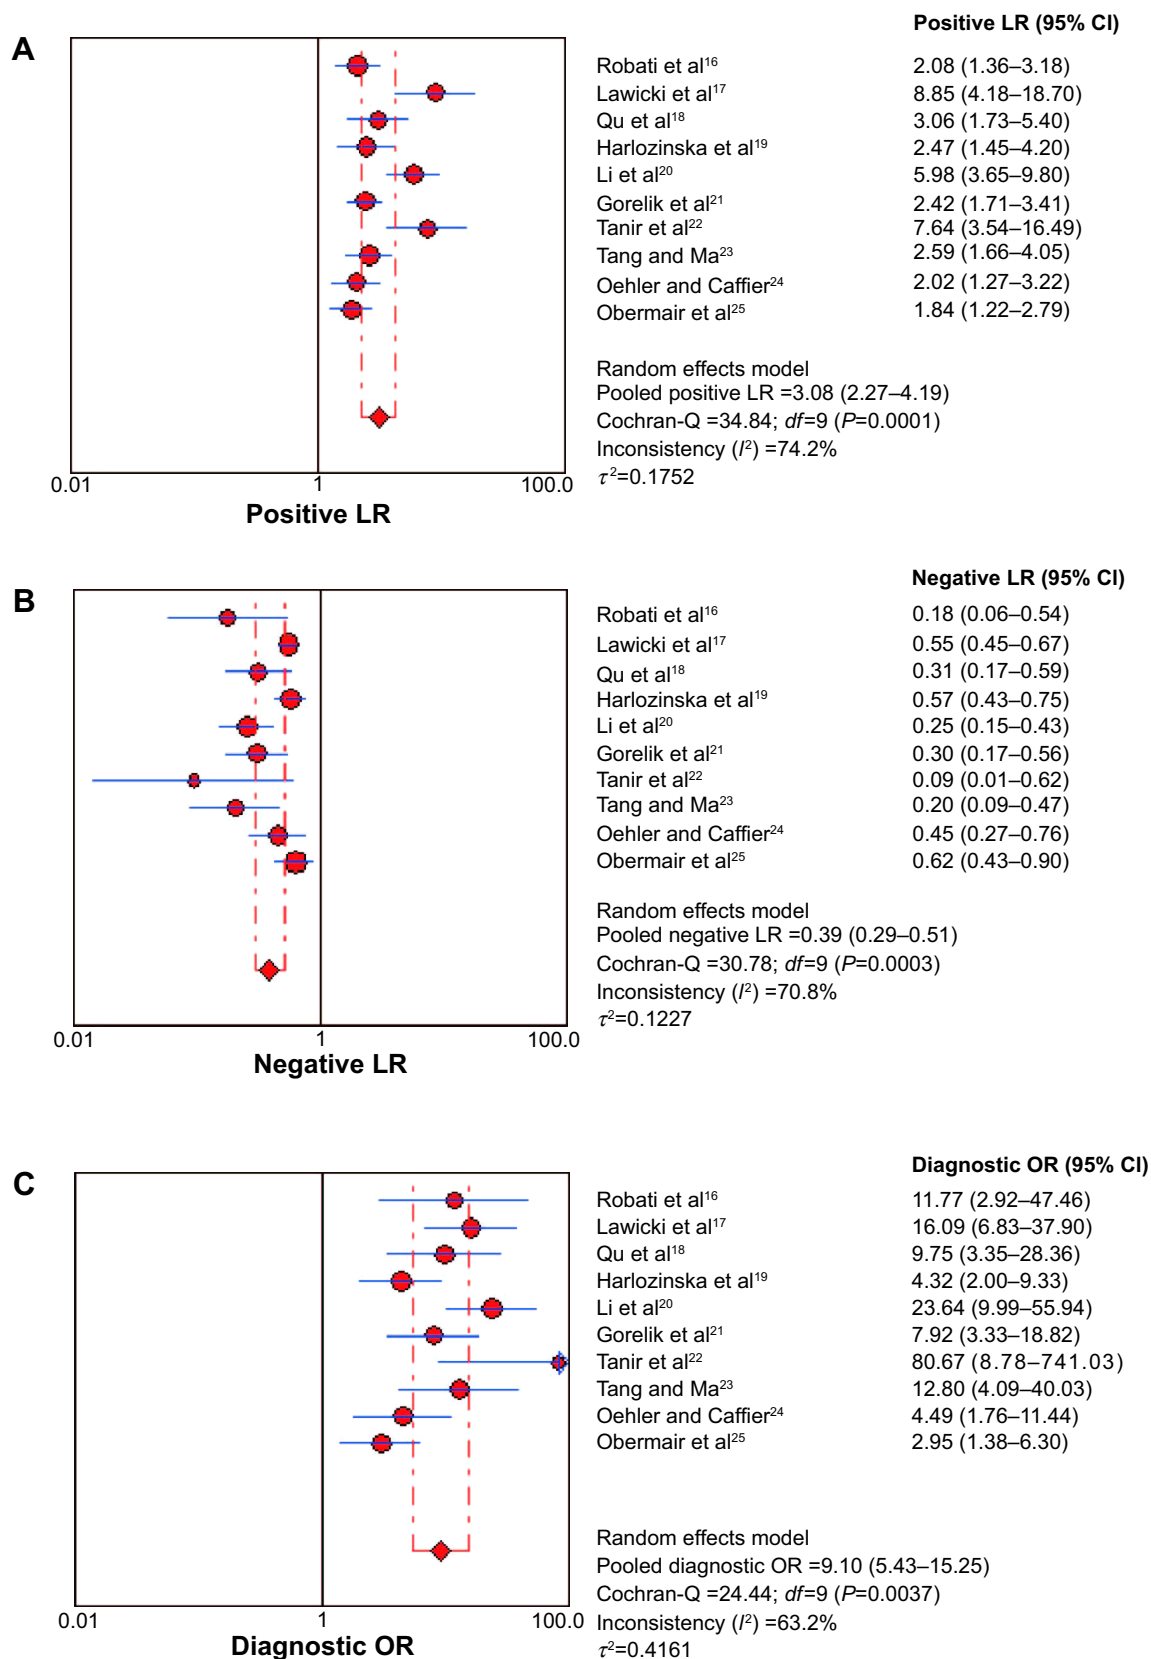 A
Positive LR (95% CI)
Robati et al16 2.08 (1.36–3.18)
Lawicki et al17 8.85 (4.18–18.70)
Qu et al18 3.06 (1.73–5.40)
Harlozinska et al19 2.47 (1.45–4.20)
Li et al20 5.98 (3.65–9.80)
Gorelik et al21 2.42 (1.71–3.41)
Tanir et al22 7.64 (3.54–16.49)
Tang and Ma23 2.59 (1.66–4.05)
Oehler and Caffier24 2.02 (1.27–3.22)
Obermair et al25 1.84 (1.22–2.79)
Random effects model
Pooled positive LR =3.08 (2.27–4.19)
Cochran-Q =34.84; df=9 (P=0.0001)
Inconsistency (I2) =74.2%
τ2=0.1752
0.01 1 100.0
Positive LR
B
Negative LR (95% CI)
Robati et al16 0.18 (0.06–0.54)
Lawicki et al17 0.55 (0.45–0.67)
Qu et al18 0.31 (0.17–0.59)
Harlozinska et al19 0.57 (0.43–0.75)
Li et al20 0.25 (0.15–0.43)
Gorelik et al21 0.30 (0.17–0.56)
Tanir et al22 0.09 (0.01–0.62)
Tang and Ma23 0.20 (0.09–0.47)
Oehler and Caffier24 0.45 (0.27–0.76)
Obermair et al25 0.62 (0.43–0.90)
Random effects model
Pooled negative LR =0.39 (0.29–0.51)
Cochran-Q =30.78; df=9 (P=0.0003)
Inconsistency (I2) =70.8%
τ2=0.1227
0.01 1 100.0
Negative LR
C
Diagnostic OR (95% CI)
Robati et al16 11.77 (2.92–47.46)
Lawicki et al17 16.09 (6.83–37.90)
Qu et al18 9.75 (3.35–28.36)
Harlozinska et al19 4.32 (2.00–9.33)
Li et al20 23.64 (9.99–55.94)
Gorelik et al21 7.92 (3.33–18.82)
Tanir et al22 80.67 (8.78–741.03)
Tang and Ma23 12.80 (4.09–40.03)
Oehler and Caffier24 4.49 (1.76–11.44)
Obermair et al25 2.95 (1.38–6.30)
Random effects model
Pooled diagnostic OR =9.10 (5.43–15.25)
Cochran-Q =24.44; df=9 (P=0.0037)
Inconsistency (I2) =63.2%
τ2=0.4161
0.01 1 100.0
Diagnostic OR